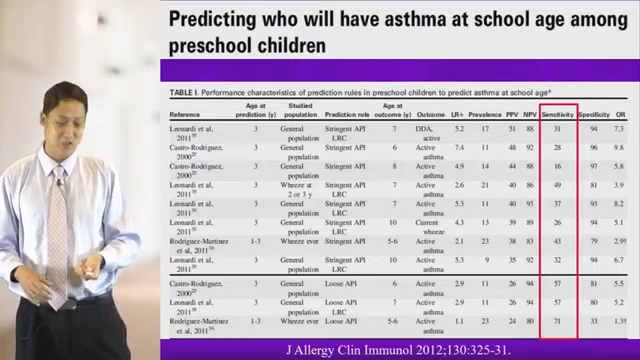 Predicting who will have asthma at school age among
preschool children
TABLE I. Performance characteristics of prediction rules in preschool children to predict asthma at school age*
Reference Age at prediction (y) Studied population Prediction rule Age at outcome (y) Outcome LR+ Prevalence PPV NPV Sensitivity Specificity OR
Leonardi et al, 2011 3 General population Stringent API LRC 7 DDA, active 5.2 17 51 88 31 94 7.3
Castro-Rodriguez, 2000 3 General population Stringent API 6 Active asthma 7.4 11 48 92 28 96 9.8
Castro-Rodriguez, 2000 3 General population Stringent API 8 Active asthma 4.9 14 44 88 16 97 5.8
Leonardi et al, 2011 3 Wheeze at 2 or 3 y Stringent API LRC 7 Active asthma 2.6 21 40 86 49 81 3.9
Leonardi et al, 2011 3 General population Stringent API LRC 7 Active asthma 5.3 11 40 93 37 93 8.2
Leonardi et al, 2011 3 General population Stringent API LRC 10 Current wheeze 4.3 13 39 89 26 94 5.1
Rodriguez-Martinez et al, 2011 1-3 Wheeze ever Stringent API 5-6 Active asthma 2.1 23 38 83 43 79 2.9†
Leonardi et al, 2011 3 General population Stringent API LRC 10 Active asthma 5.3 9 35 92 32 94 6.7
Castro-Rodriguez, 2000 3 General population Loose API 6 Active asthma 2.9 11 26 94 57 81 5.5
Leonardi et al, 2011 3 General population Loose API 7 Active asthma 2.9 11 26 94 57 80 5.2
Rodriguez-Martinez et al, 2011 1-3 Wheeze ever Loose API 5-6 Active asthma 1.1 23 24 80 71 33 1.3†
J Allergy Clin Immunol 2012;130:325-31.